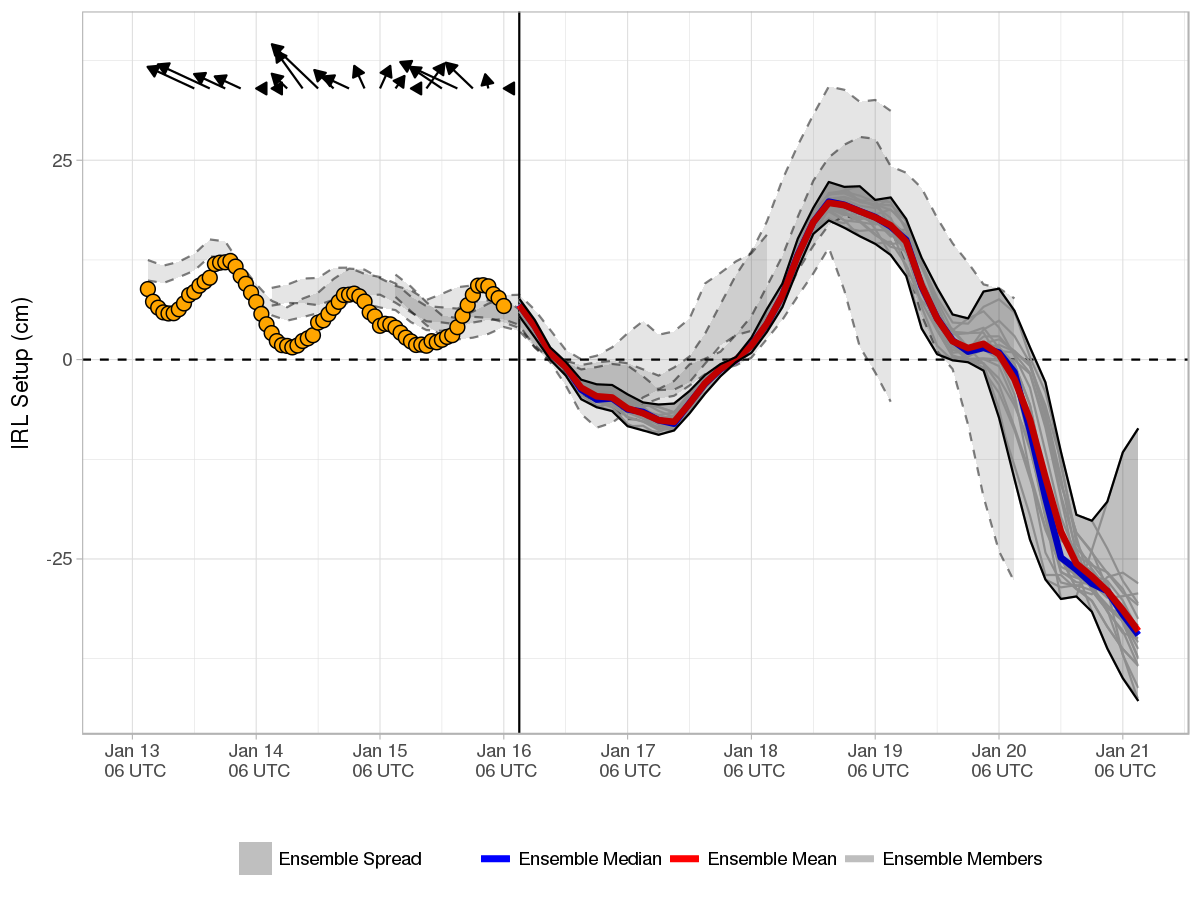 IRL Setup (cm)
25
0
-25
Jan 13
06 UTC
Jan 14
06 UTC
Jan 15
06 UTC
Jan 16
06 UTC
Jan 17
06 UTC
Jan 18
06 UTC
Jan 19
06 UTC
Jan 20
06 UTC
Jan 21
06 UTC
Ensemble Spread
Ensemble Median
Ensemble Mean
Ensemble Members